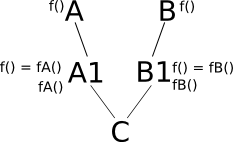 f() A B f()
f() = fA() A1 B1 f() = fB()
fA() fB()
C